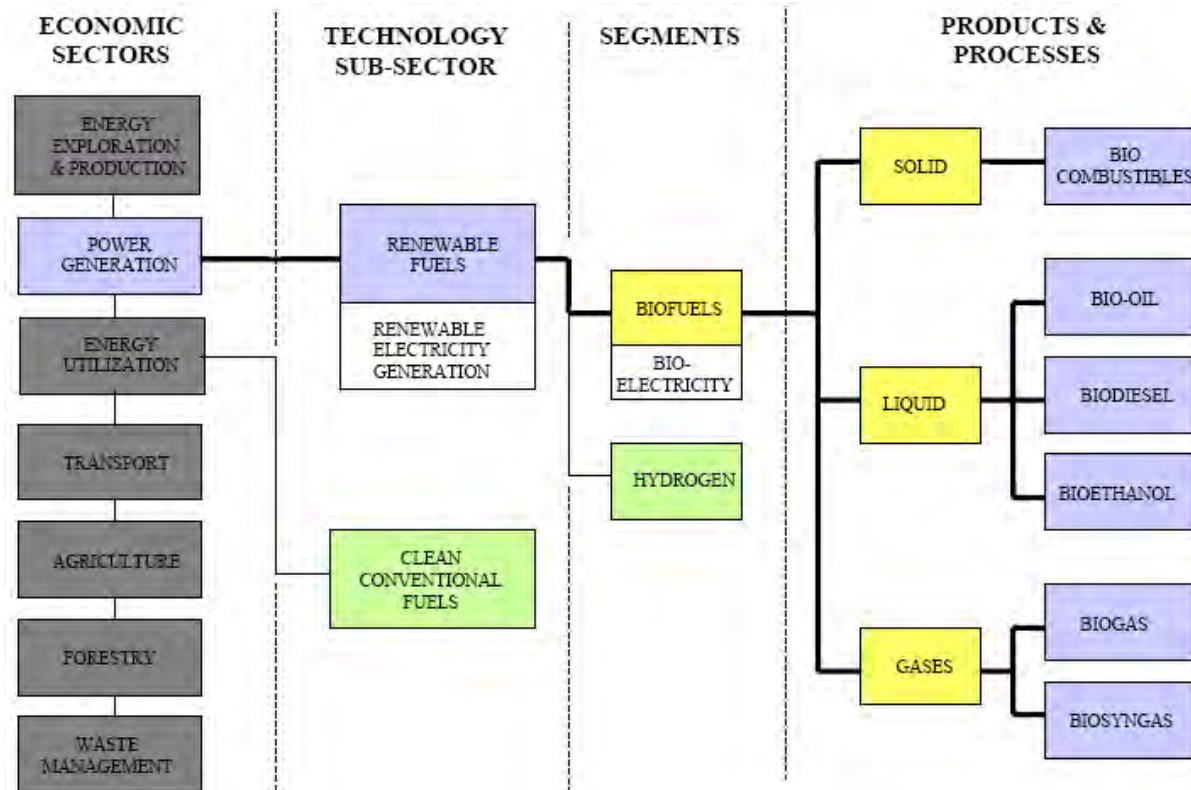 ECONOMIC
SECTORS
TECHNOLOGY
SUB-SECTOR
SEGMENTS
PRODUCTS &
PROCESSES
ENERGY
EXPLORATION
& PRODUCTION
POWER
GENERATION
ENERGY
UTILIZATION
TRANSPORT
AGRICULTURE
FORESTRY
WASTE
MANAGEMENT
RENEWABLE
FUELS
RENEWABLE
ELECTRICITY
GENERATION
CLEAN
CONVENTIONAL
FUELS
BIOFUELS
BIO-
ELECTRICITY
HYDROGEN
SOLID
LIQUID
GASES
BIO
COMBUSTIBLES
BIO-OIL
BIODIESEL
BIOETHANOL
BIOGAS
BIOSYNGAS